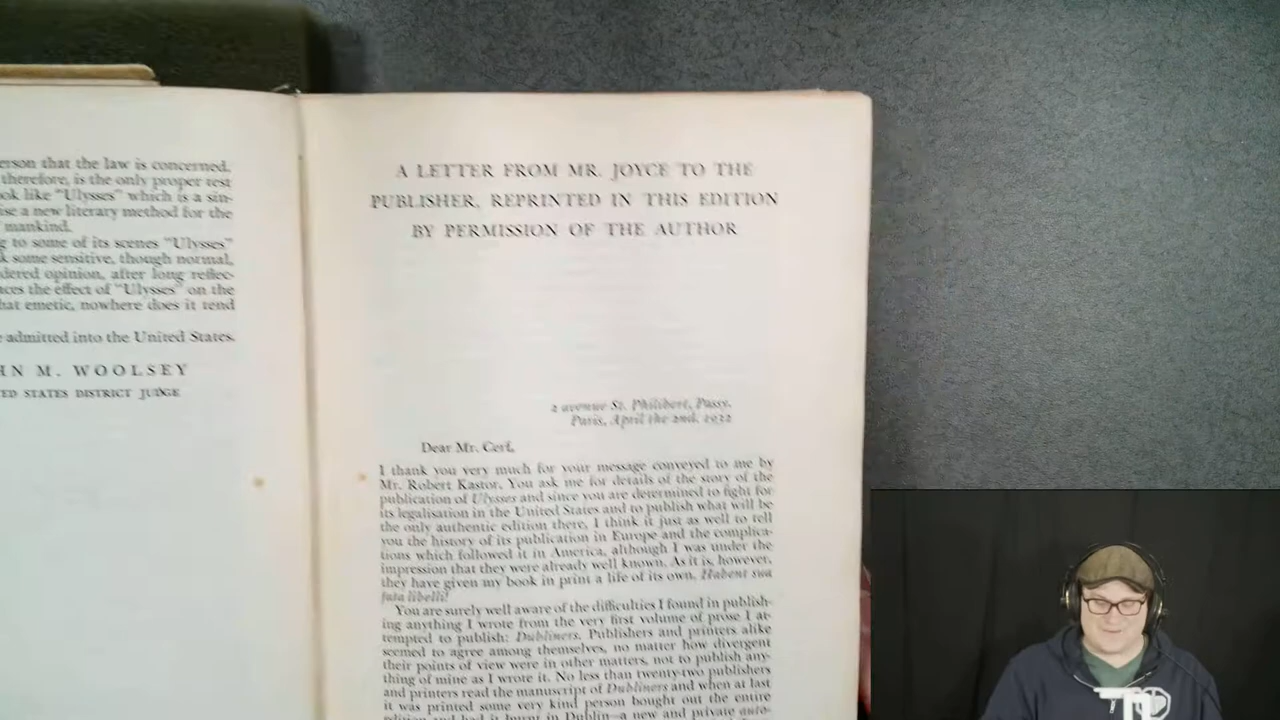 erson that the law is concerned.
therefore, is the only proper test
ok like "Ulysses" which is a sin-
ise a new literary method for the
mankind.
g to some of its scenes "Ulysses"
k some sensitive, though normal,
dered opinion, after long reflec-
ces the effect of "Ulysses" on the
hat emetic, nowhere does it tend
e admitted into the United States.
HN M. WOOLSEY
ED STATES DISTRICT JUDGE
A LETTER FROM MR. JOYCE TO THE
PUBLISHER, REPRINTED IN THIS EDITION
BY PERMISSION OF THE AUTHOR
2 avenue St. Philibert, Passy,
Paris, April the 2nd. 1932
Dear Mr. Cerf,
I thank you very much for your message conveyed to me by
Mr. Robert Kastor. You ask me for details of the story of the
publication of Ulysses and since you are determined to fight for
its legalisation in the United States and to publish what will be
the only authentic edition there, I think it just as well to tell
you the history of its publication in Europe and the complica-
tions which followed it in America, although I was under the
impression that they were already well known. As it is, however,
they have given my book in print a life of its own. Habent sua
fata libelli!
You are surely well aware of the difficulties I found in publish-
ing anything I wrote from the very first volume of prose I at-
tempted to publish: Dubliners. Publishers and printers alike
seemed to agree among themselves, no matter how divergent
their points of view were in other matters, not to publish any-
thing of mine as I wrote it. No less than twenty-two publishers
and printers read the manuscript of Dubliners and when at last
it was printed some very kind person bought out the entire
edition and had it burnt in Dublin—a new and private auto-